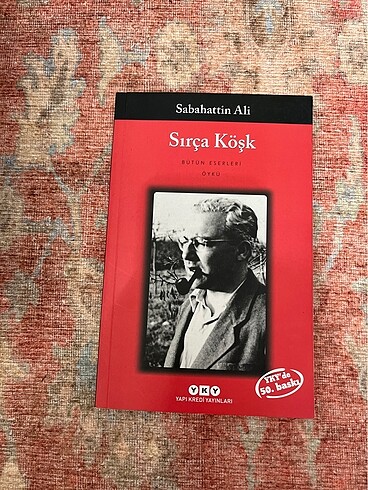 Sabahattin Ali
Sırça Köşk
BÜTÜN ESERLERİ
ÖYKÜ
YKY
YAPI KREDİ YAYINLARI
YKY'de
50. baskı